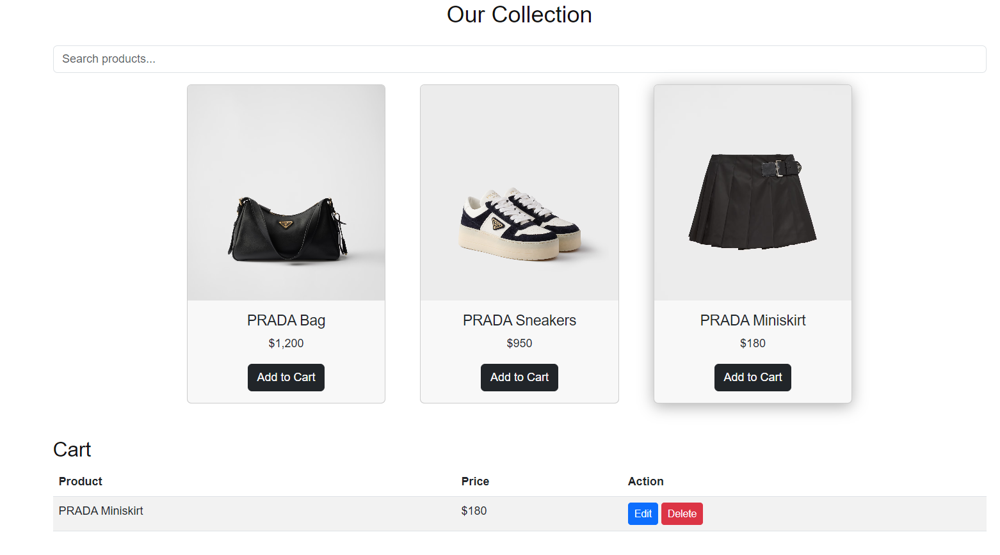 Our Collection
Search products...
PRADA Bag
$1,200
Add to Cart
PRADA Sneakers
$950
Add to Cart
PRADA Miniskirt
$180
Add to Cart
Cart
Product Price Action
PRADA Miniskirt $180 Edit Delete